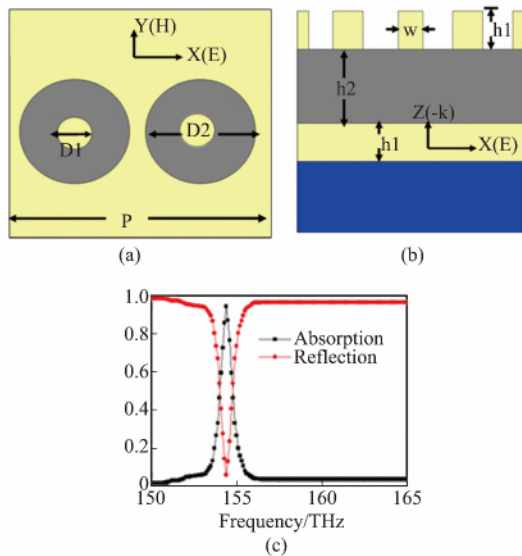 Y(H)
X(E)
D1
D2
P
(a)
w
h1
h2
Z(-k)
h1
X(E)
(b)
1.0
0.8
0.6
0.4
0.2
0
Absorption
Reflection
150 155 160 165
Frequency/THz
(c)